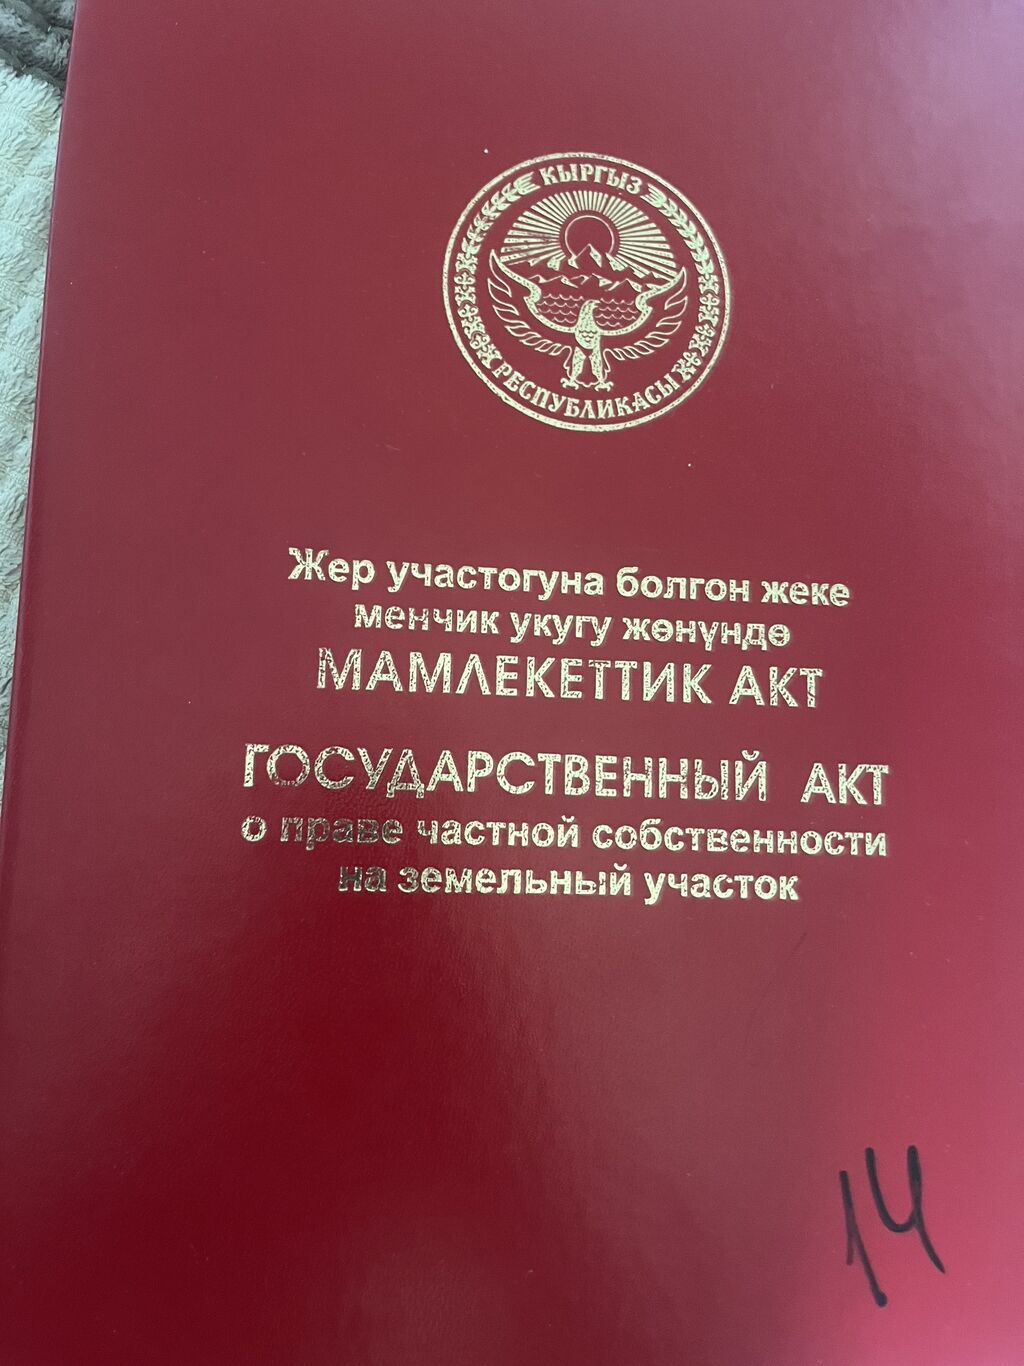 КЫРГЫЗ
РЕСПУБЛИКАСЫ
Жер участогуна болгон жеке
менчик укугу жөнүндө
МАМЛЕКЕТТИК АКТ
ГОСУДАРСТВЕННЫЙ АКТ
о праве частной собственности
на земельный участок
14